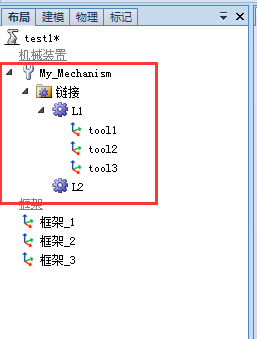 布局 建模 物理 标记
test1*
机械装置
My_Mechanism
链接
L1
tool1
tool2
tool3
L2
框架
框架_1
框架_2
框架_3